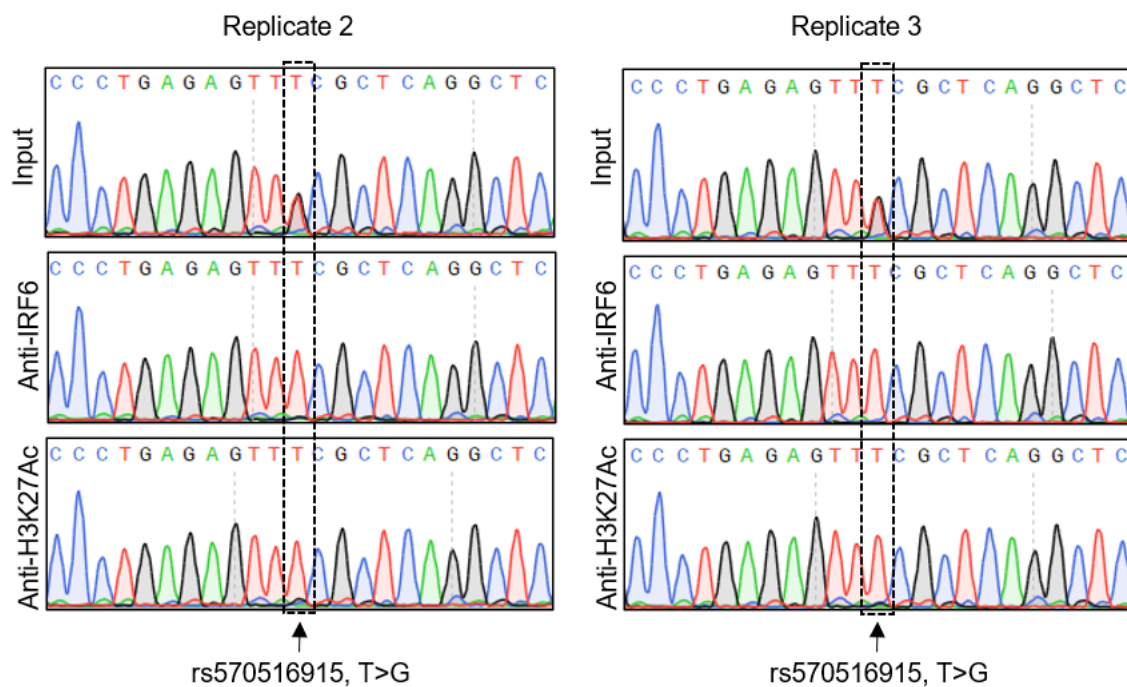 Replicate 2
Replicate 3
Input
C C C T G A G A G T T T C G C T C A G G C T C
Input
C C C T G A G A G T T T C G C T C A G G C T C
Anti-IRF6
C C C T G A G A G T T T C G C T C A G G C T C
Anti-IRF6
C C C T G A G A G T T T C G C T C A G G C T C
Anti-H3K27Ac
C C C T G A G A G T T T C G C T C A G G C T C
Anti-H3K27Ac
C C C T G A G A G T T T C G C T C A G G C T C
rs570516915, T>G
rs570516915, T>G